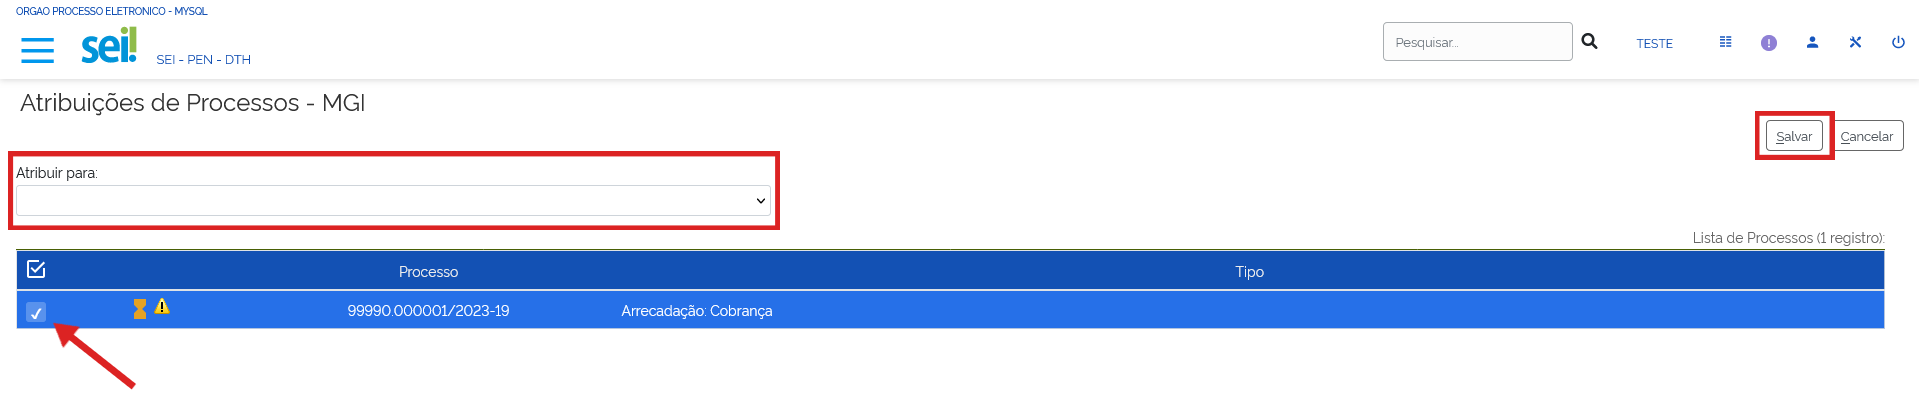 ORGAO PROCESSO ELETRONICO - MYSQL
sei!
SEI - PEN - DTH
Pesquisar...
TESTE
Atribuições de Processos - MGI
Salvar
Cancelar
Atribuir para:
Lista de Processos (1 registro):
Processo
Tipo
99990.000001/2023-19
Arrecadação: Cobrança